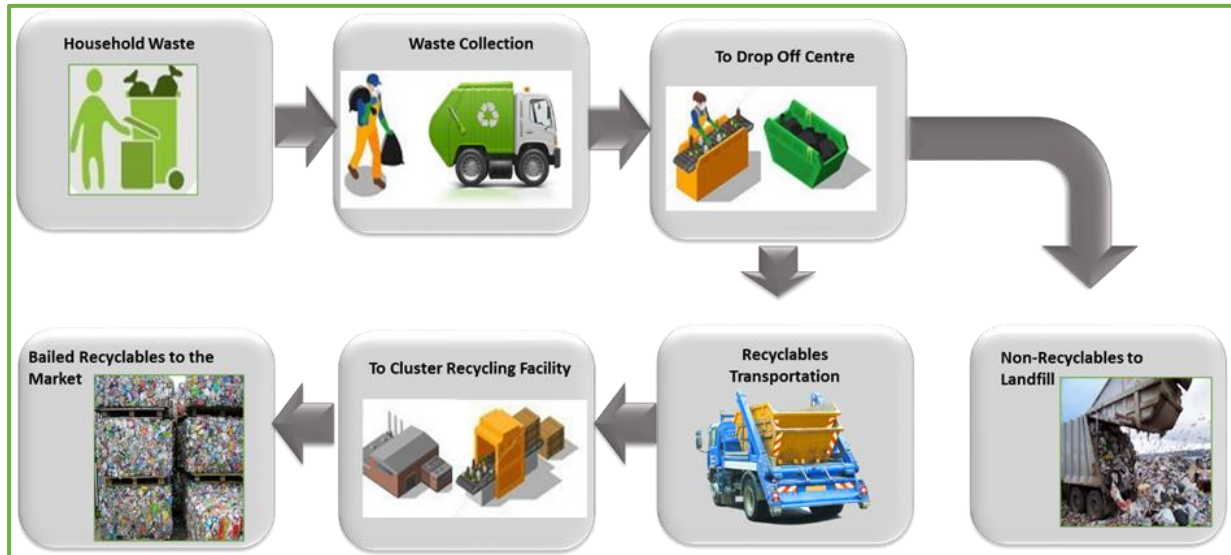 Household Waste
Waste Collection
To Drop Off Centre
Bailed Recyclables to the
Market
To Cluster Recycling Facility
Recyclables
Transportation
Non-Recyclables to
Landfill